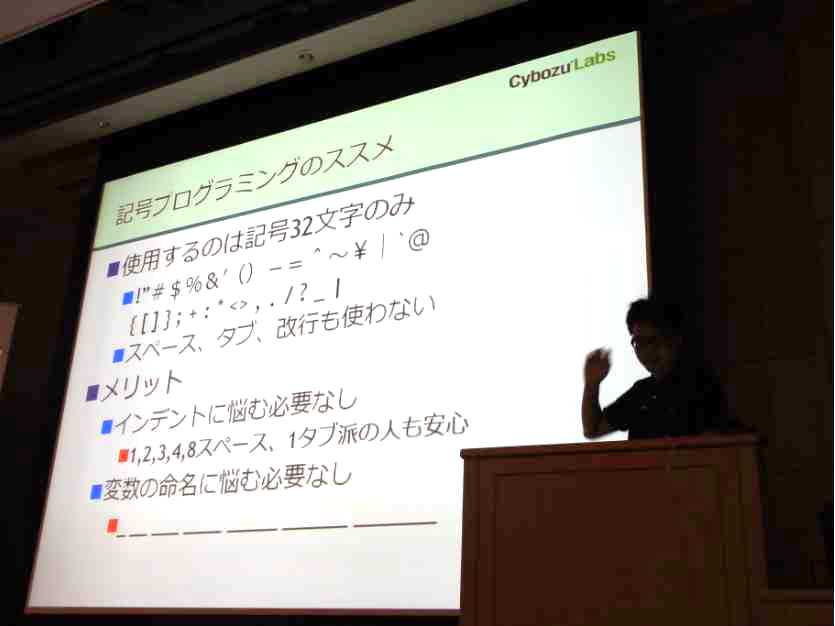 Cybozu Labs
記号プログラミングのススメ
使用するのは記号32文字のみ
!"#$%&'() -=^~¥|`@
{[]};+:*<>,./?_|
スペース、タブ、改行も使わない
メリット
インデントに悩む必要なし
1,2,3,4,8スペース、1タブ派の人も安心
変数の命名に悩む必要なし
_ __ ___ ____ _____ ______